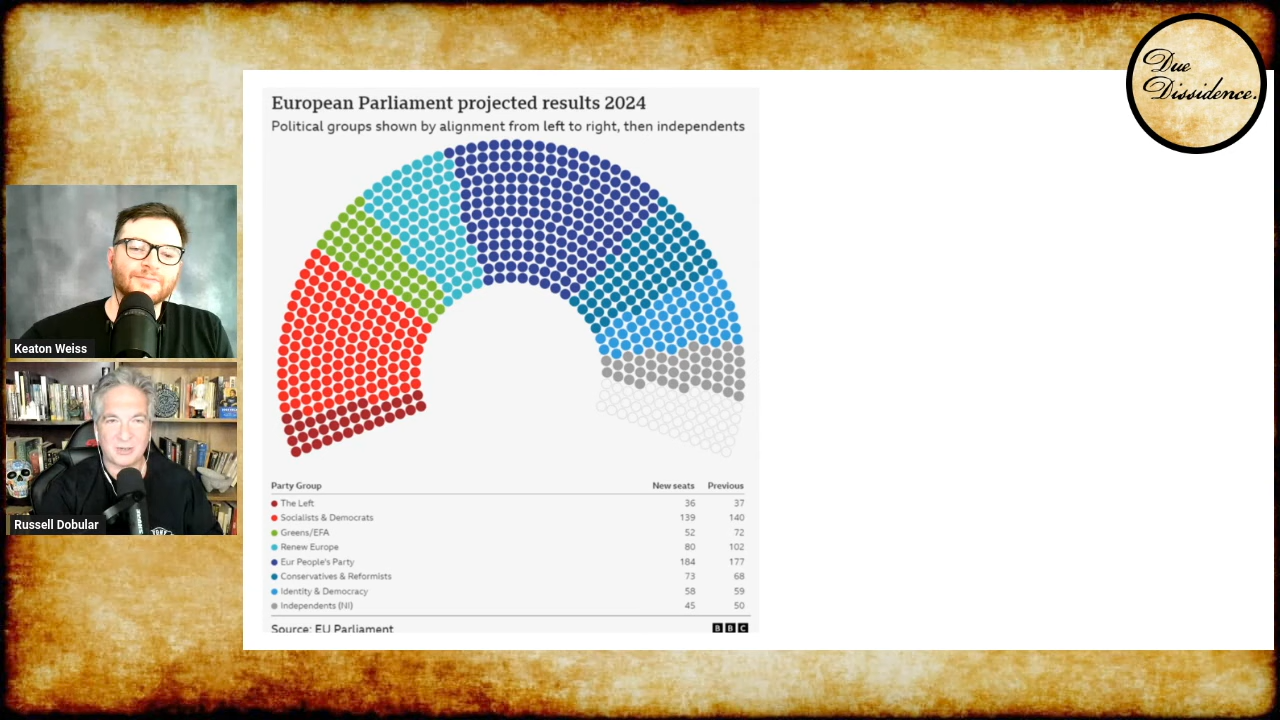 Due
Dissidence.
European Parliament projected results 2024
Political groups shown by alignment from left to right, then independents
Keaton Weiss
Russell Dobular
Party Group New seats Previous
The Left 36 37
Socialists & Democrats 139 140
Greens/EFA 52 72
Renew Europe 80 102
Eur People's Party 184 177
Conservatives & Reformists 73 68
Identity & Democracy 58 59
Independents (NI) 45 50
Source: EU Parliament BBC